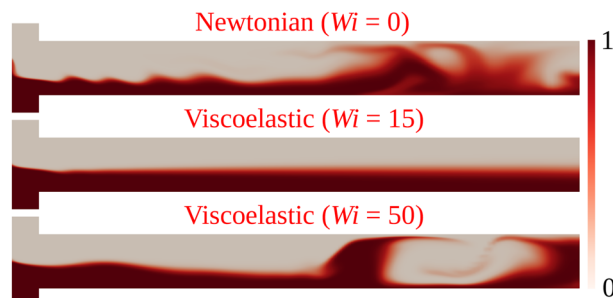 Newtonian (Wi = 0)
1
Viscoelastic (Wi = 15)
Viscoelastic (Wi = 50)
0